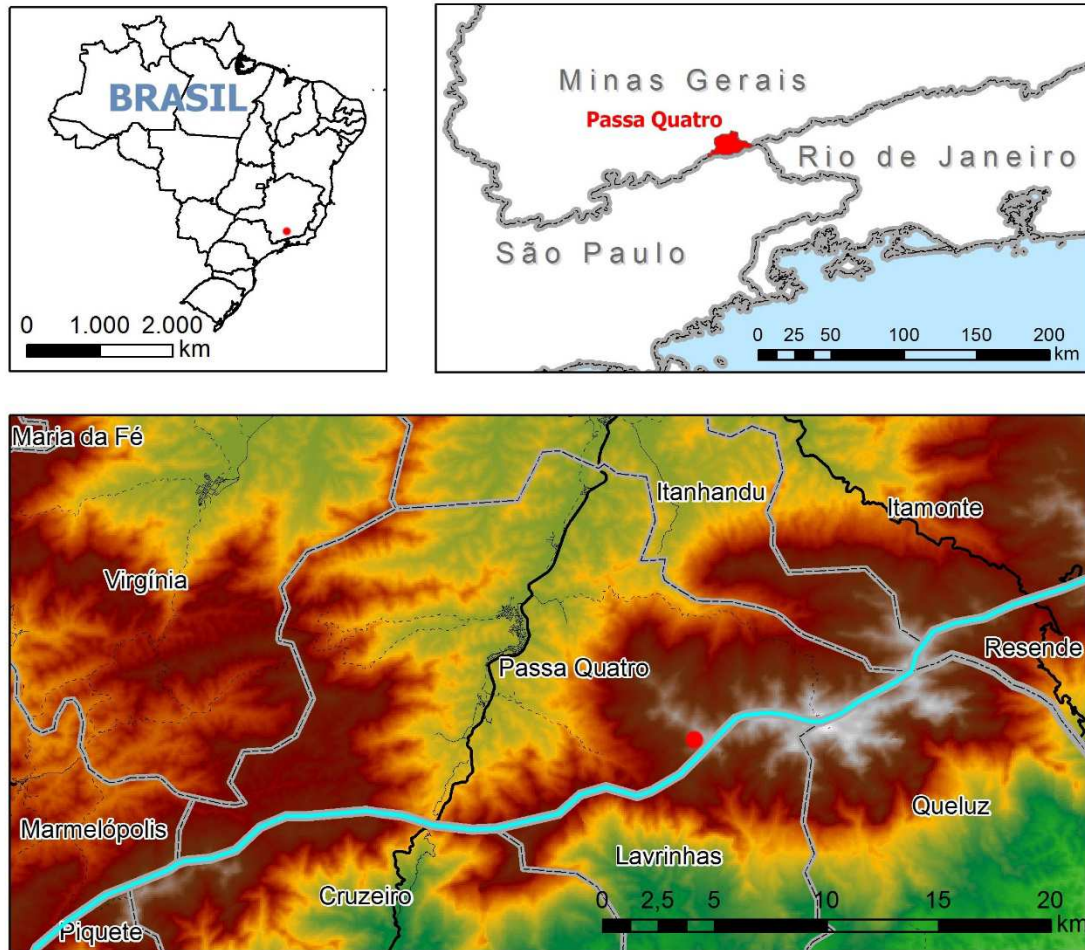 BRASIL
0 1.000 2.000
km
Minas Gerais
Passa Quatro
Rio de Janeiro
São Paulo
0 25 50 100 150 200
km
Maria da Fé
Itanhandu
Itamonte
Virgínia
Passa Quatro
Resende
Marmelópolis
Queluz
Lavrinhas
Cruzeiro
Piquete
0 2,5 5 10 15 20
km